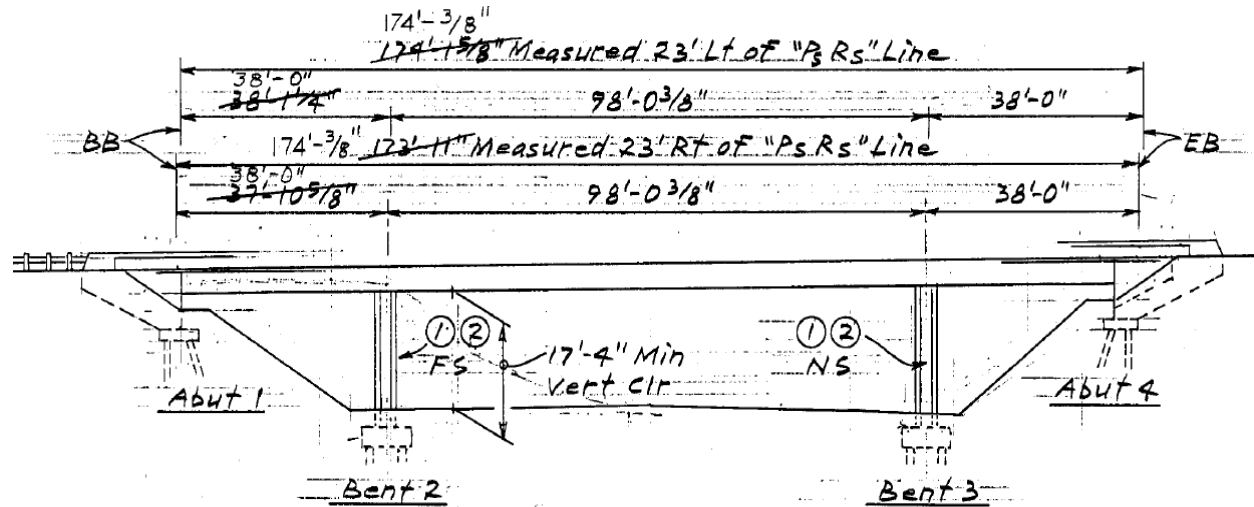 174'-3/8"
174'-1 5/8" Measured 23' Lt of "Ps Rs" Line
38'-0"
38'-1 1/4" 98'-0 3/8" 38'-0"
BB 174'-3/8" 173'-11" Measured 23' Rt of "Ps Rs" Line EB
38'-0"
37'-10 5/8" 98'-0 3/8" 38'-0"
1 2 1 2
FS 17'-4" Min NS
Vert Clr
Abut 1 Abut 4
Bent 2 Bent 3